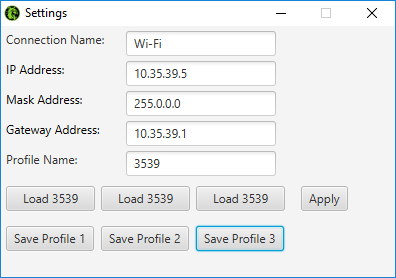 Settings
Connection Name: Wi-Fi
IP Address: 10.35.39.5
Mask Address: 255.0.0.0
Gateway Address: 10.35.39.1
Profile Name: 3539
Load 3539 Load 3539 Load 3539 Apply
Save Profile 1 Save Profile 2 Save Profile 3